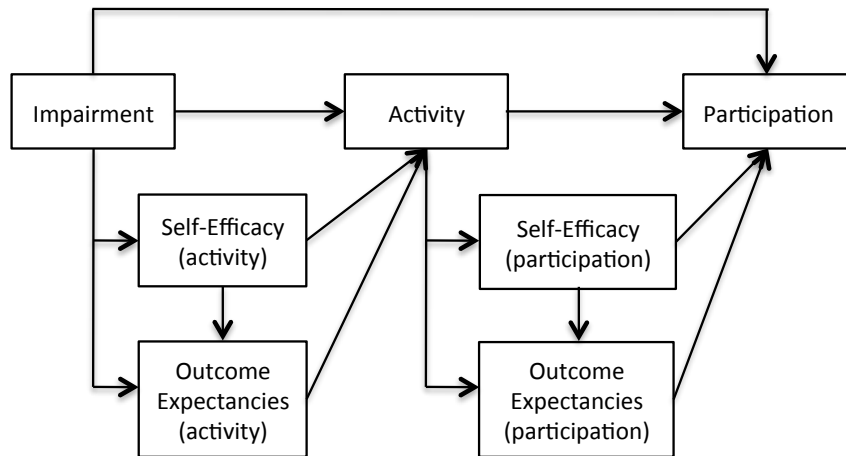 Impairment
Activity
Participation
Self-Efficacy
(activity)
Self-Efficacy
(participation)
Outcome
Expectancies
(activity)
Outcome
Expectancies
(participation)